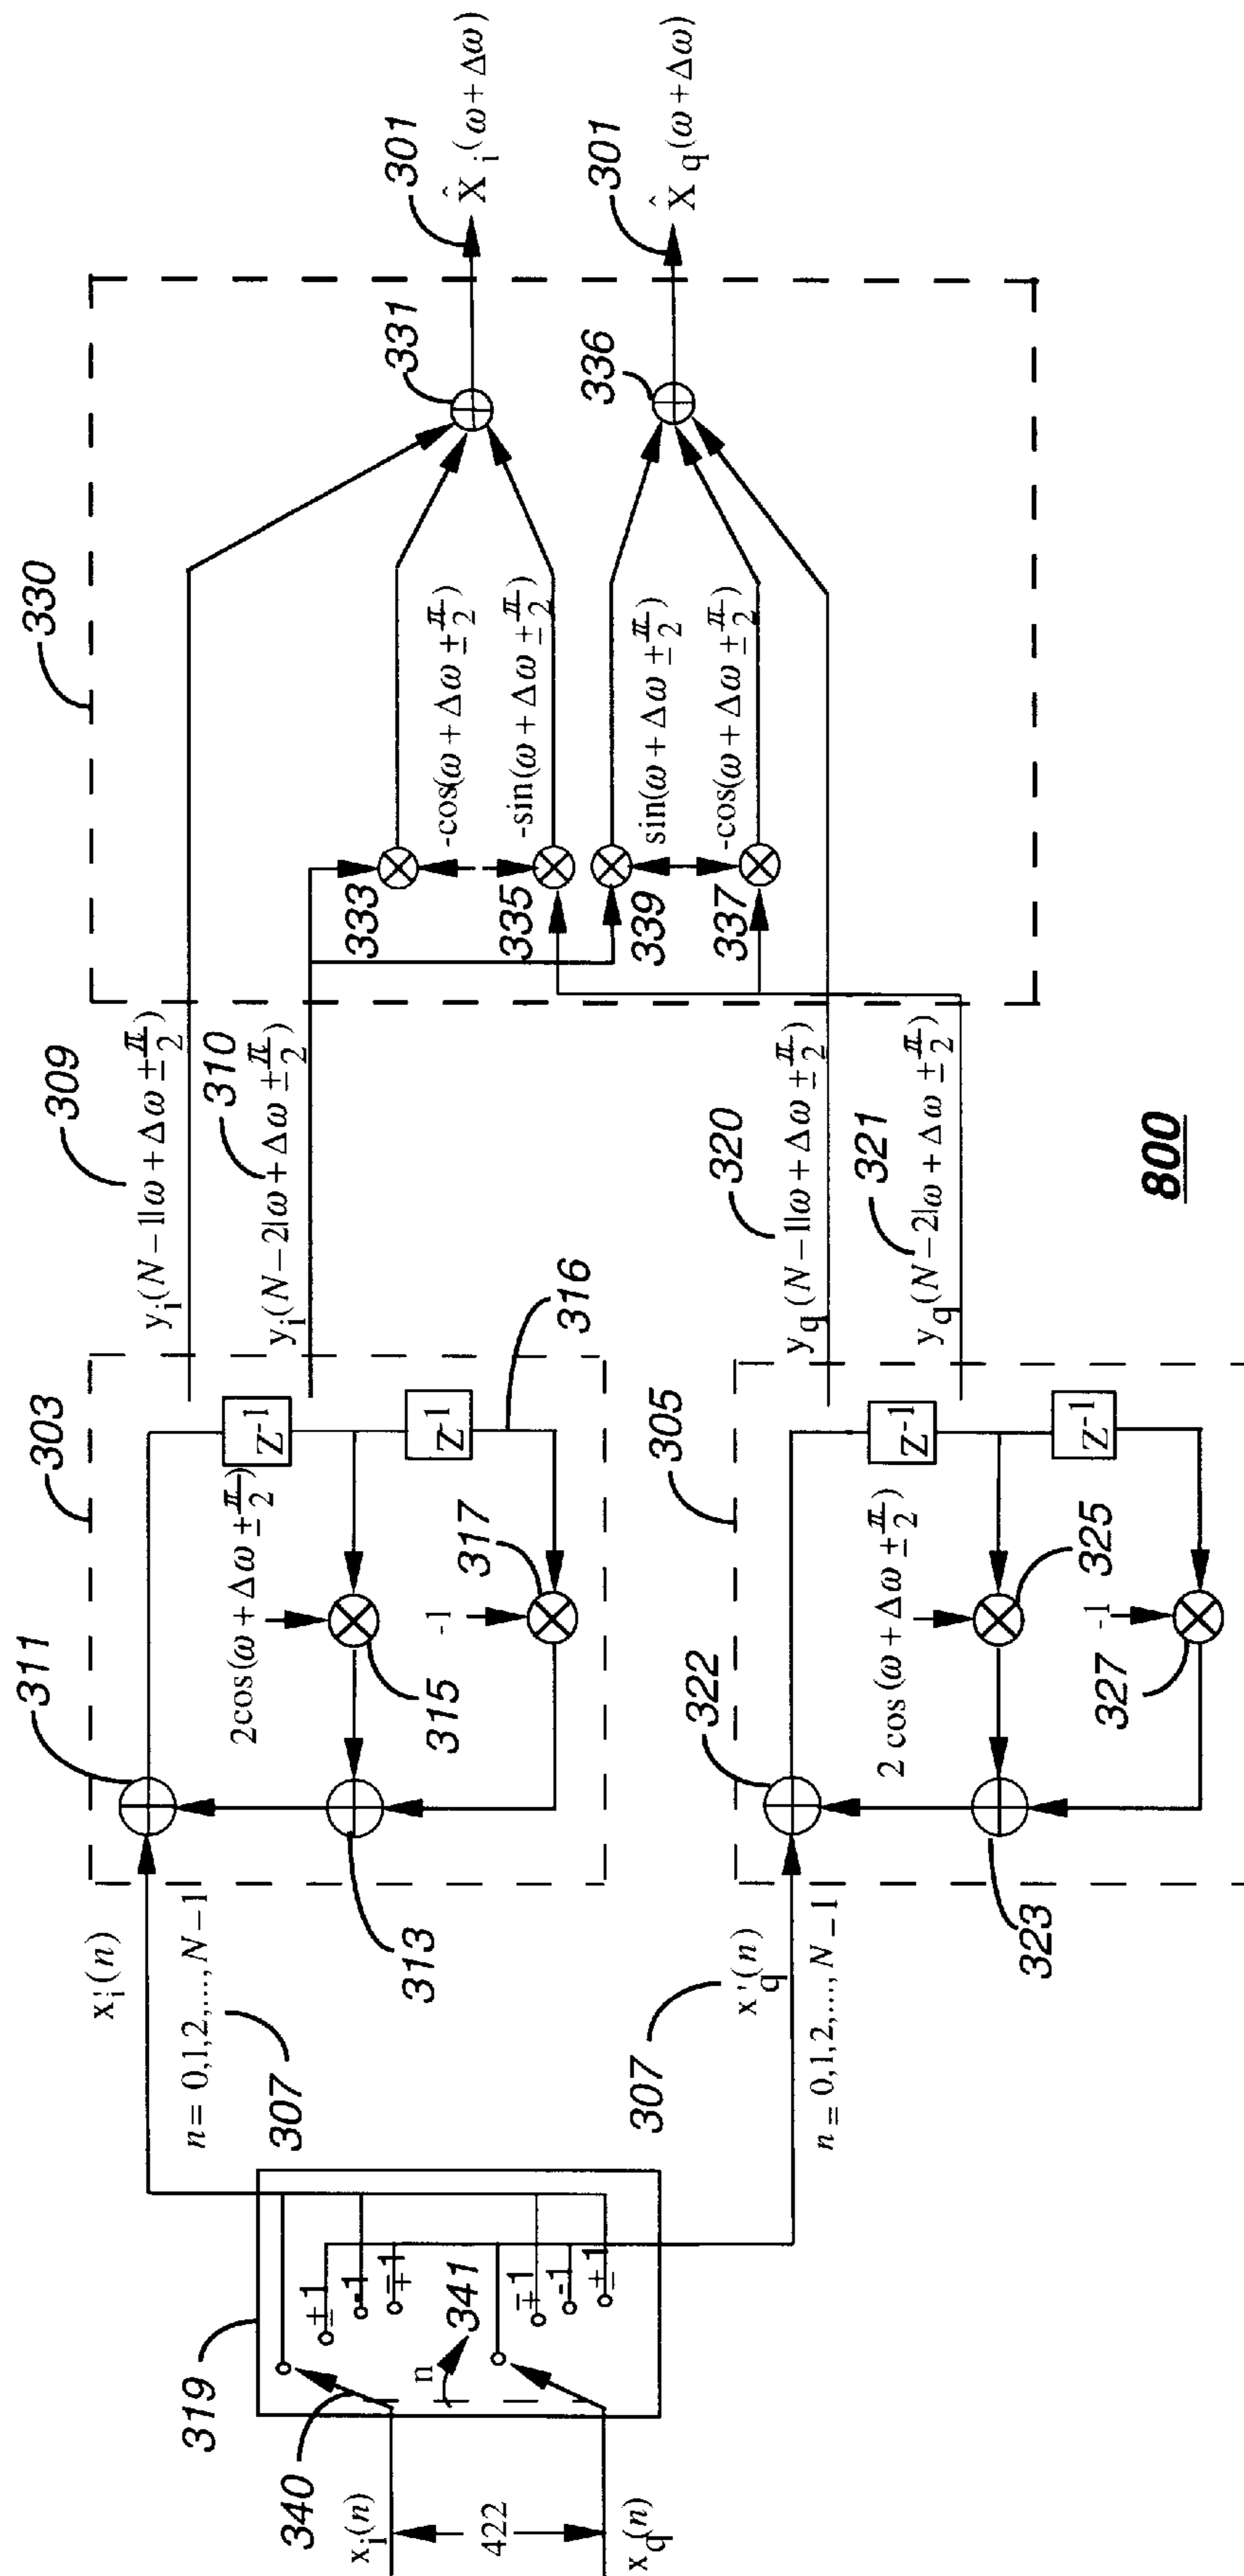 330
301
X̂i(ω+Δω)
331
301
X̂q(ω+Δω)
336
333
-cos(ω+Δω±π/2)
335
-sin(ω+Δω±π/2)
339
sin(ω+Δω±π/2)
337
-cos(ω+Δω±π/2)
309
yi(N-1|ω+Δω±π/2)
310
yi(N-2|ω+Δω±π/2)
320
yq(N-1|ω+Δω±π/2)
321
yq(N-2|ω+Δω±π/2)
800
303
311
z-1
z-1
316
2cos(ω+Δω±π/2)
315
317
-1
313
305
322
z-1
z-1
2cos(ω+Δω±π/2)
325
-1
327
323
x'i(n)
n= 0,1,2,...,N-1
307
307
x'q(n)
n= 0,1,2,...,N-1
319
±1
-1
∓1
341
n
∓1
-1
±1
340
xi(n)
422
xq(n)